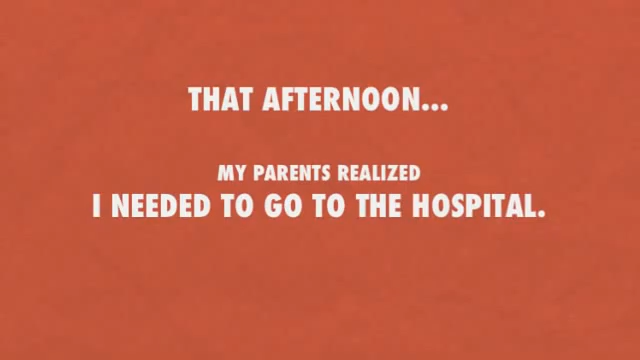 THAT AFTERNOON...
MY PARENTS REALIZED
I NEEDED TO GO TO THE HOSPITAL.